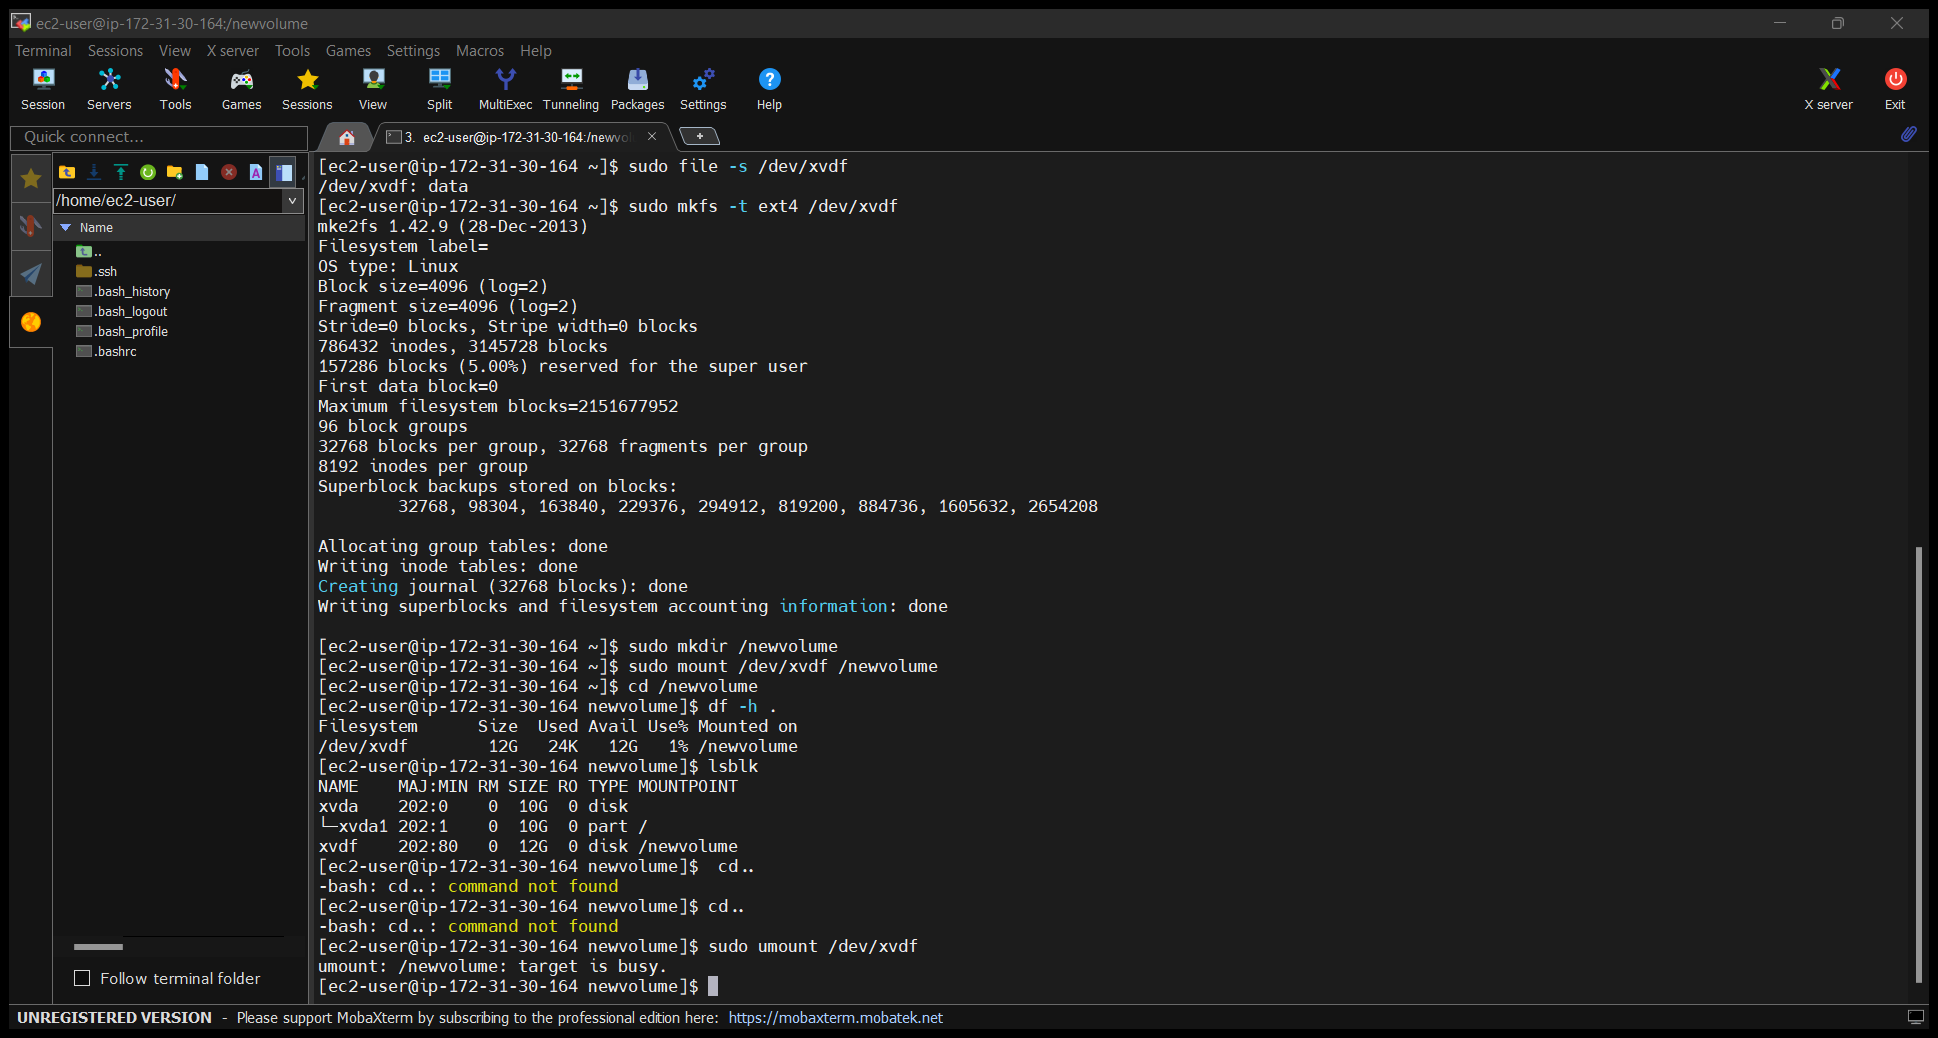 ec2-user@ip-172-31-30-164:/newvolume
Terminal Sessions View X server Tools Games Settings Macros Help
Session Servers Tools Games Sessions View Split MultiExec Tunneling Packages Settings Help X server Exit
Quick connect...
3. ec2-user@ip-172-31-30-164:/newvo
/home/ec2-user/
Name
..
.ssh
.bash_history
.bash_logout
.bash_profile
.bashrc
Follow terminal folder
[ec2-user@ip-172-31-30-164 ~]$ sudo file -s /dev/xvdf
/dev/xvdf: data
[ec2-user@ip-172-31-30-164 ~]$ sudo mkfs -t ext4 /dev/xvdf
mke2fs 1.42.9 (28-Dec-2013)
Filesystem label=
OS type: Linux
Block size=4096 (log=2)
Fragment size=4096 (log=2)
Stride=0 blocks, Stripe width=0 blocks
786432 inodes, 3145728 blocks
157286 blocks (5.00%) reserved for the super user
First data block=0
Maximum filesystem blocks=2151677952
96 block groups
32768 blocks per group, 32768 fragments per group
8192 inodes per group
Superblock backups stored on blocks:
32768, 98304, 163840, 229376, 294912, 819200, 884736, 1605632, 2654208
Allocating group tables: done
Writing inode tables: done
Creating journal (32768 blocks): done
Writing superblocks and filesystem accounting information: done
[ec2-user@ip-172-31-30-164 ~]$ sudo mkdir /newvolume
[ec2-user@ip-172-31-30-164 ~]$ sudo mount /dev/xvdf /newvolume
[ec2-user@ip-172-31-30-164 ~]$ cd /newvolume
[ec2-user@ip-172-31-30-164 newvolume]$ df -h .
Filesystem      Size  Used Avail Use% Mounted on
/dev/xvdf        12G   24K   12G   1% /newvolume
[ec2-user@ip-172-31-30-164 newvolume]$ lsblk
NAME    MAJ:MIN RM SIZE RO TYPE MOUNTPOINT
xvda    202:0    0  10G  0 disk
└─xvda1 202:1    0  10G  0 part /
xvdf    202:80   0  12G  0 disk /newvolume
[ec2-user@ip-172-31-30-164 newvolume]$  cd..
-bash: cd..: command not found
[ec2-user@ip-172-31-30-164 newvolume]$ cd..
-bash: cd..: command not found
[ec2-user@ip-172-31-30-164 newvolume]$ sudo umount /dev/xvdf
umount: /newvolume: target is busy.
[ec2-user@ip-172-31-30-164 newvolume]$
UNREGISTERED VERSION - Please support MobaXterm by subscribing to the professional edition here: https://mobaxterm.mobatek.net